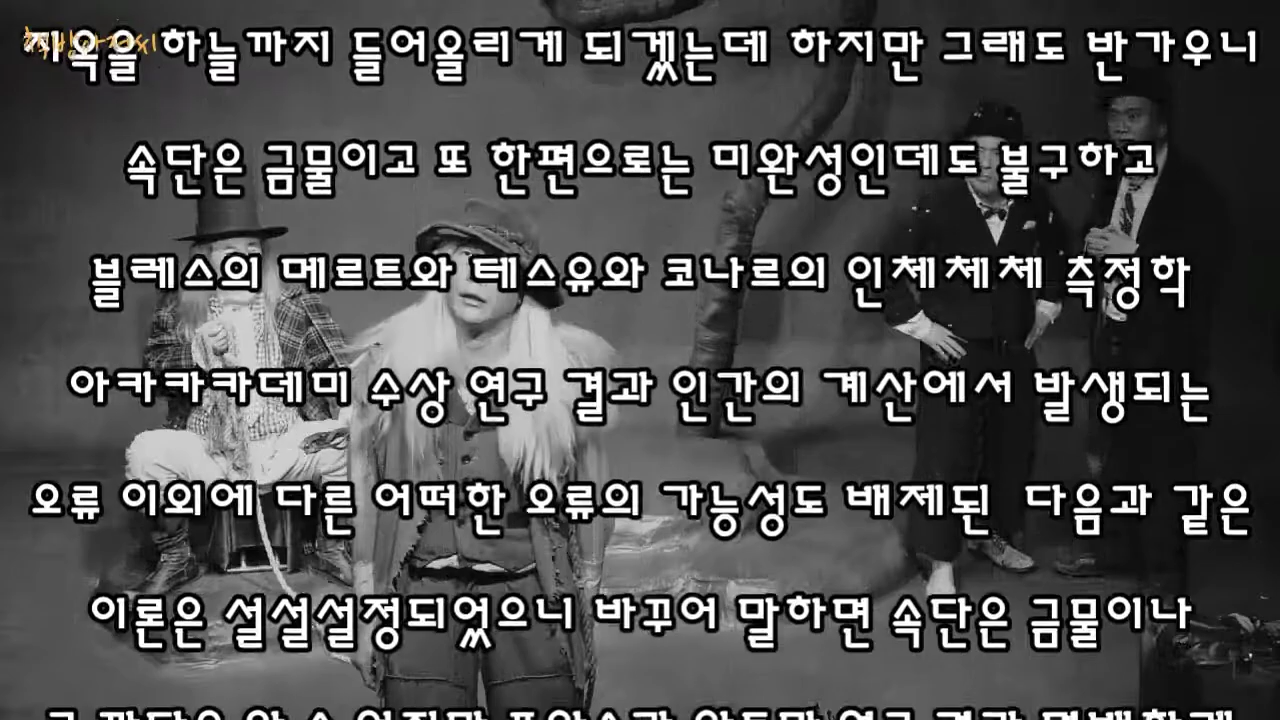 지옥을 하늘까지 들어올리게 되겠는데 하지만 그래도 반가우니
속단은 금물이고 또 한편으로는 미완성인데도 불구하고
블레스의 메르트와 테스유와 코나르의 인체체체 측정학
아카카카데미 수상 연구 결과 인간의 계산에서 발생되는
오류 이외에 다른 어떠한 오류의 가능성도 배제된 다음과 같은
이론은 설설설정되었으니 바꾸어 말하면 속단은 금물이나